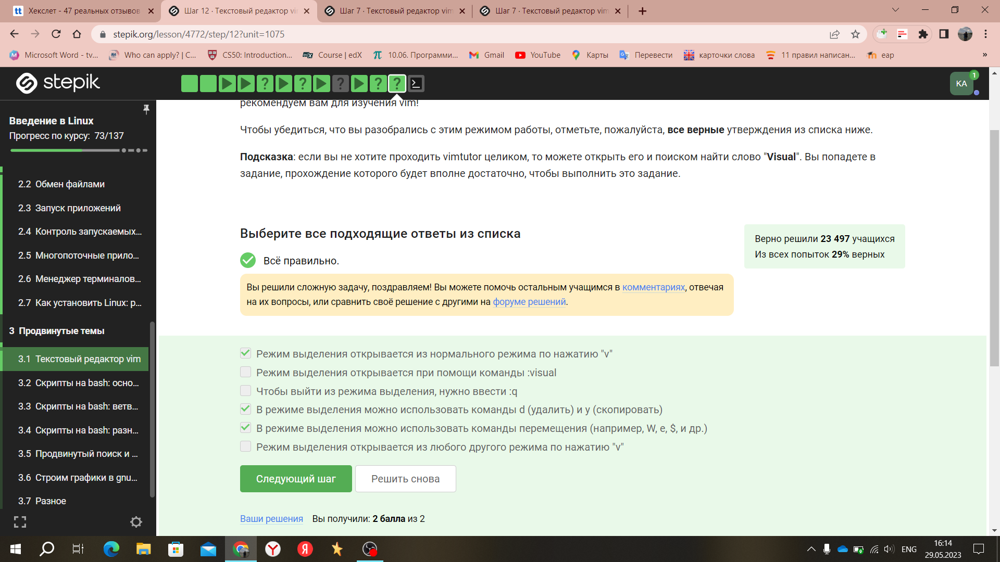 Хекслет - 47 реальных отзывов
Шаг 12 · Текстовый редактор vi
Шаг 7 · Текстовый редактор vim
Шаг 7 · Текстовый редактор vim
stepik.org/lesson/4772/step/12?unit=1075
Microsoft Word - tv...
Who can apply? | C...
CS50: Introduction...
edX
Course | edX
10.06. Программи...
Gmail
YouTube
Карты
Перевести
карточки слова
11 правил написан...
eap
»
stepik
KA
1
Введение в Linux
Прогресс по курсу: 73/137
2.2 Обмен файлами
2.3 Запуск приложений
2.4 Контроль запускаемых...
2.5 Многопоточные прило...
2.6 Менеджер терминалов...
2.7 Как установить Linux: р...
3 Продвинутые темы
3.1 Текстовый редактор vim
3.2 Скрипты на bash: осно...
3.3 Скрипты на bash: ветв...
3.4 Скрипты на bash: разн...
3.5 Продвинутый поиск и ...
3.6 Строим графики в gnu...
3.7 Разное
рекомендуем вам для изучения vim!
Чтобы убедиться, что вы разобрались с этим режимом работы, отметьте, пожалуйста, все верные утверждения из списка ниже.
Подсказка: если вы не хотите проходить vimtutor целиком, то можете открыть его и поиском найти слово "Visual". Вы попадете в
задание, прохождение которого будет вполне достаточно, чтобы выполнить это задание.
Выберите все подходящие ответы из списка
Верно решили 23 497 учащихся
Из всех попыток 29% верных
Всё правильно.
Вы решили сложную задачу, поздравляем! Вы можете помочь остальным учащимся в комментариях, отвечая
на их вопросы, или сравнить своё решение с другими на форуме решений.
Режим выделения открывается из нормального режима по нажатию "v"
Режим выделения открывается при помощи команды :visual
Чтобы выйти из режима выделения, нужно ввести :q
В режиме выделения можно использовать команды d (удалить) и y (скопировать)
В режиме выделения можно использовать команды перемещения (например, W, e, $, и др.)
Режим выделения открывается из любого другого режима по нажатию "v"
Следующий шаг
Решить снова
Ваши решения Вы получили: 2 балла из 2
ENG
16:14
29.05.2023